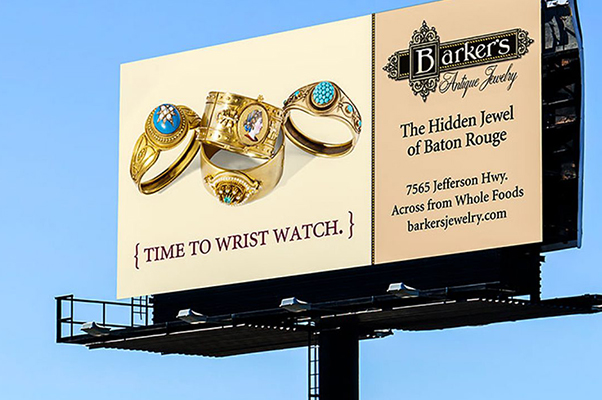 { TIME TO WRIST WATCH. }
Barker's
Antique Jewelry
The Hidden Jewel
of Baton Rouge
7565 Jefferson Hwy.
Across from Whole Foods
barkersjewelry.com